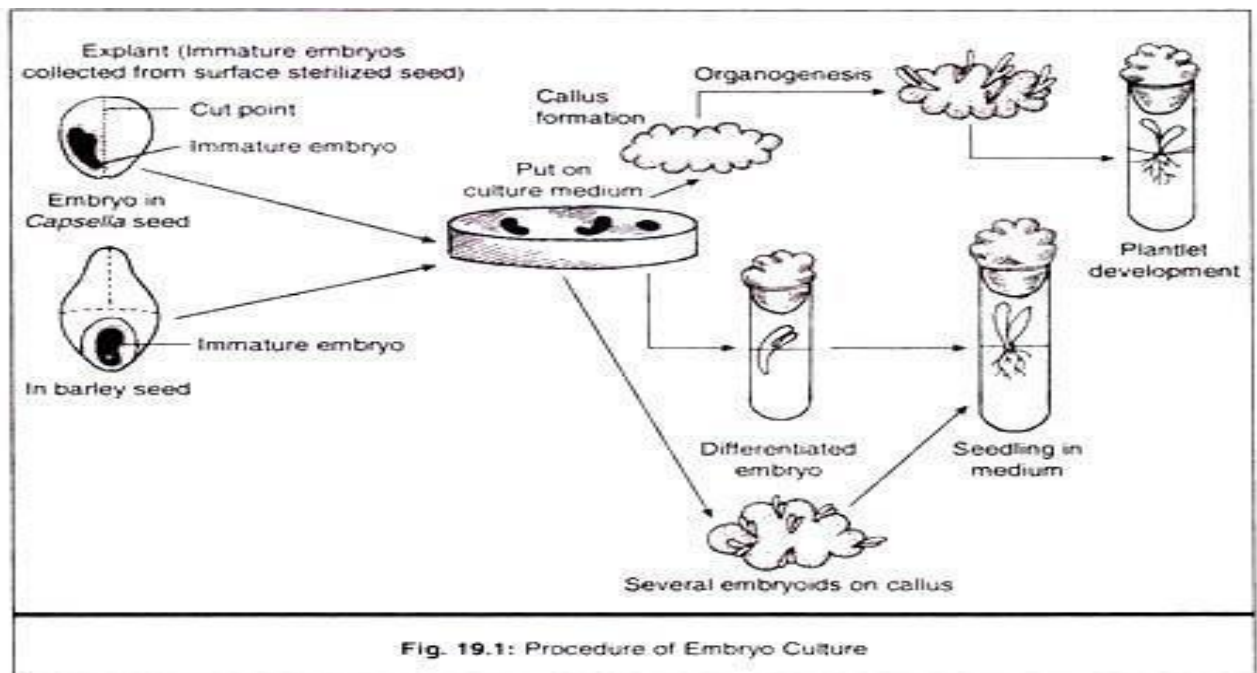 Explant (Immature embryos
collected from surface sterilized seed)
Cut point
Immature embryo
Embryo in
Capsella seed
Immature embryo
In barley seed
Put on
culture medium
Callus
formation
Organogenesis
Plantlet
development
Differentiated
embryo
Seedling in
medium
Several embryoids on callus
Fig. 19.1: Procedure of Embryo Culture